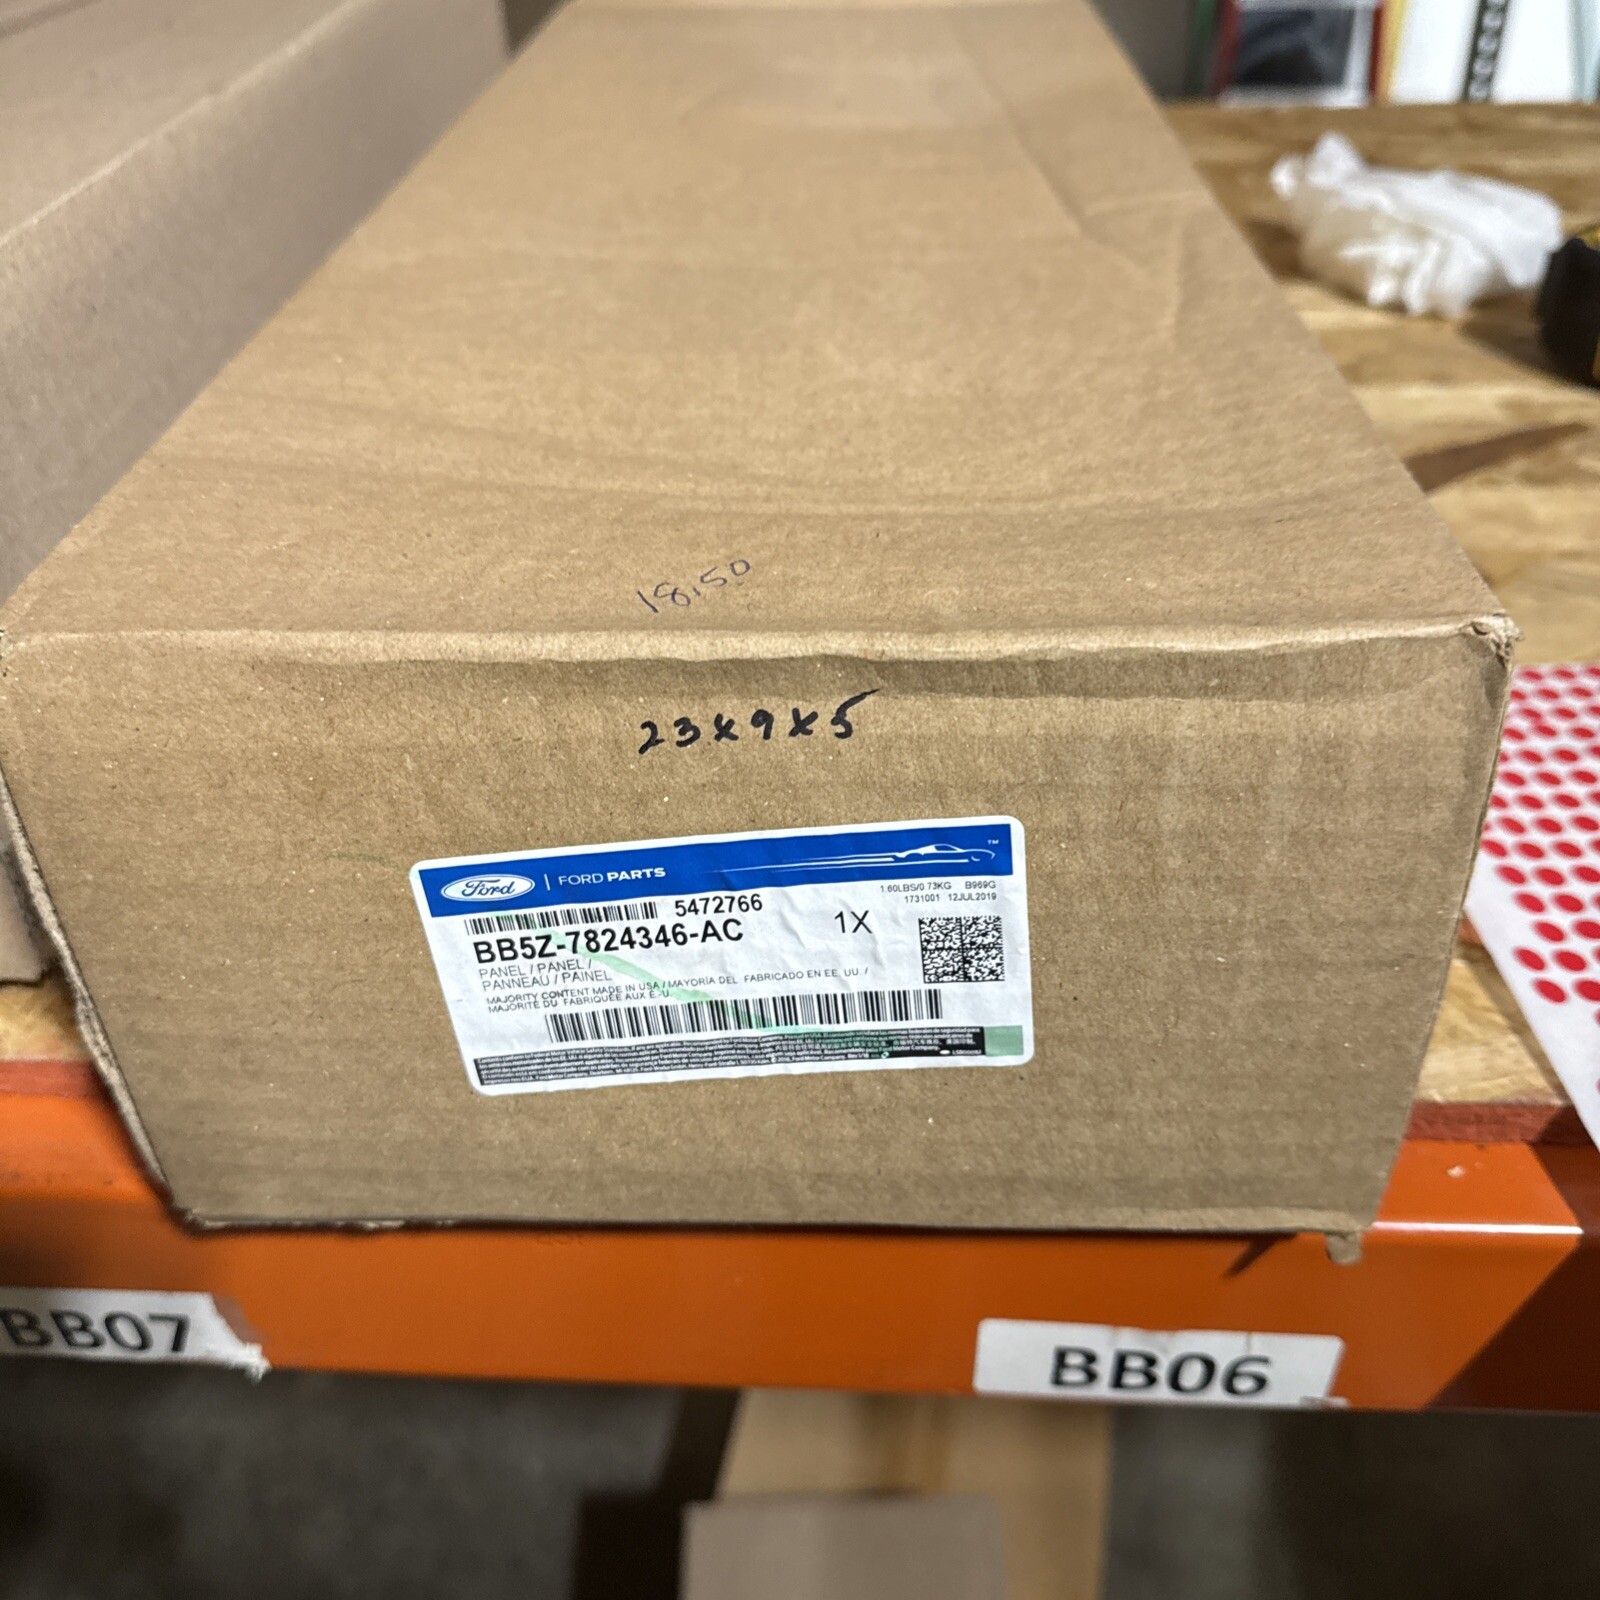 18.50
23x9x5
Ford
FORD PARTS
™
5472766
1X
1.60LBS/0.73KG B969G
1731001 12JUL2019
BB5Z-7824346-AC
PANEL / PANEL /
PANNEAU / PAINEL
MAJORITY CONTENT MADE IN USA / MAYORÍA DEL FABRICADO EN EE. UU. /
MAJORITÉ DU FABRIQUÉE AUX É.-U.
BB07
BB06